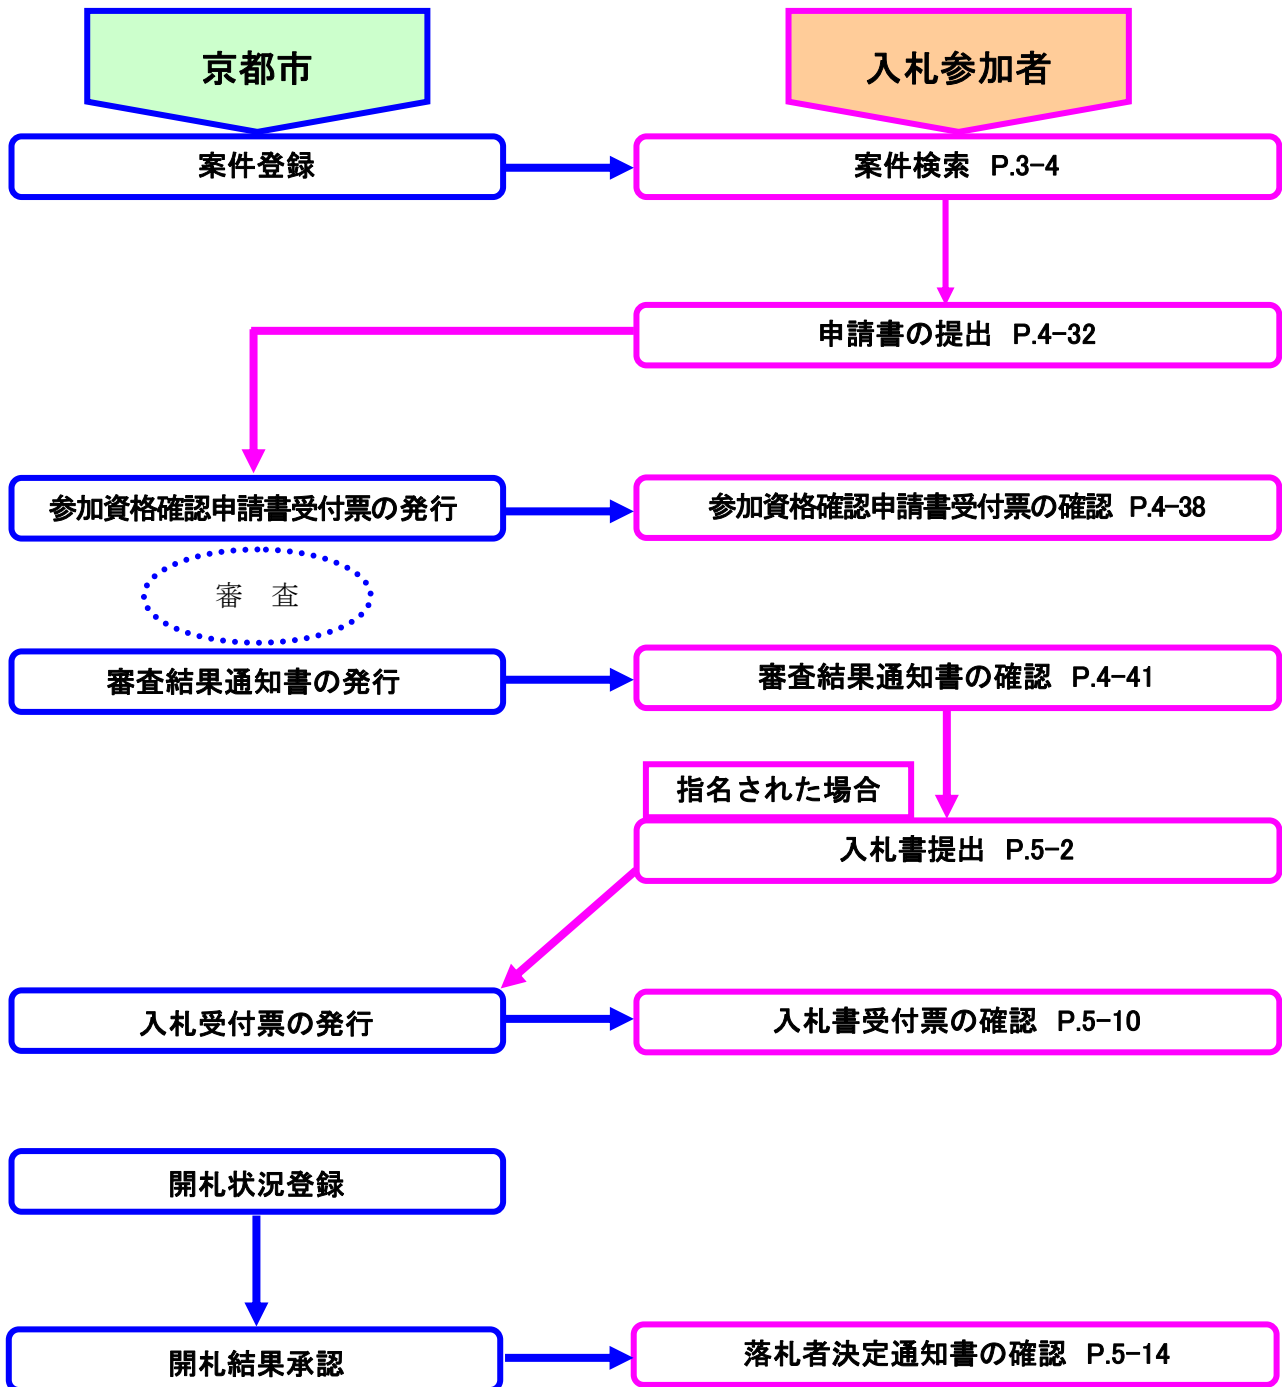 京都市
入札参加者
案件登録
案件検索 P.3-4
申請書の提出 P.4-32
参加資格確認申請書受付票の発行
参加資格確認申請書受付票の確認 P.4-38
審 査
審査結果通知書の発行
審査結果通知書の確認 P.4-41
指名された場合
入札書提出 P.5-2
入札受付票の発行
入札書受付票の確認 P.5-10
開札状況登録
開札結果承認
落札者決定通知書の確認 P.5-14